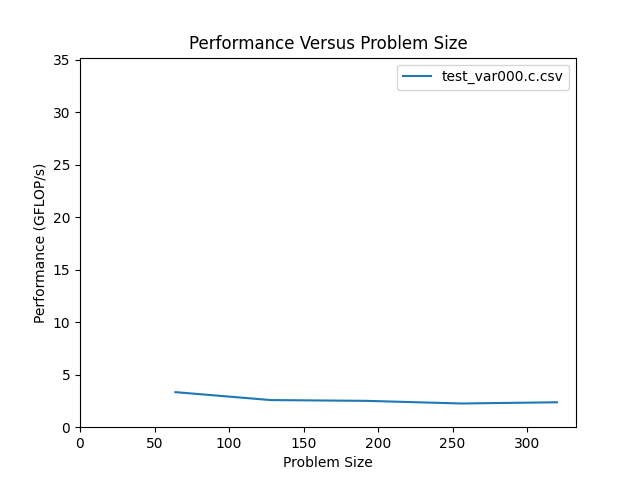 Performance Versus Problem Size
test_var000.c.csv
Performance (GFLOP/s)
35
30
25
20
15
10
5
0
0 50 100 150 200 250 300
Problem Size